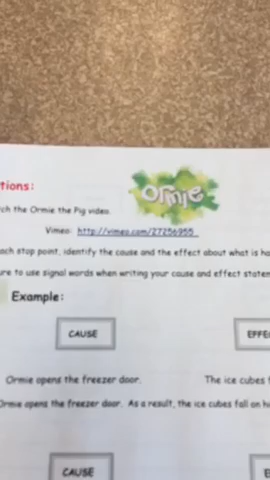 tions:
Ormie
tch the Ormie the Pig video.
Vimeo: http://vimeo.com/27256955
ach stop point, identify the cause and the effect about what is ha
ure to use signal words when writing your cause and effect statem
Example:
CAUSE EFFE
Ormie opens the freezer door. The ice cubes f
Ormie opens the freezer door. As a result, the ice cubes fall on hi
CAUSE E